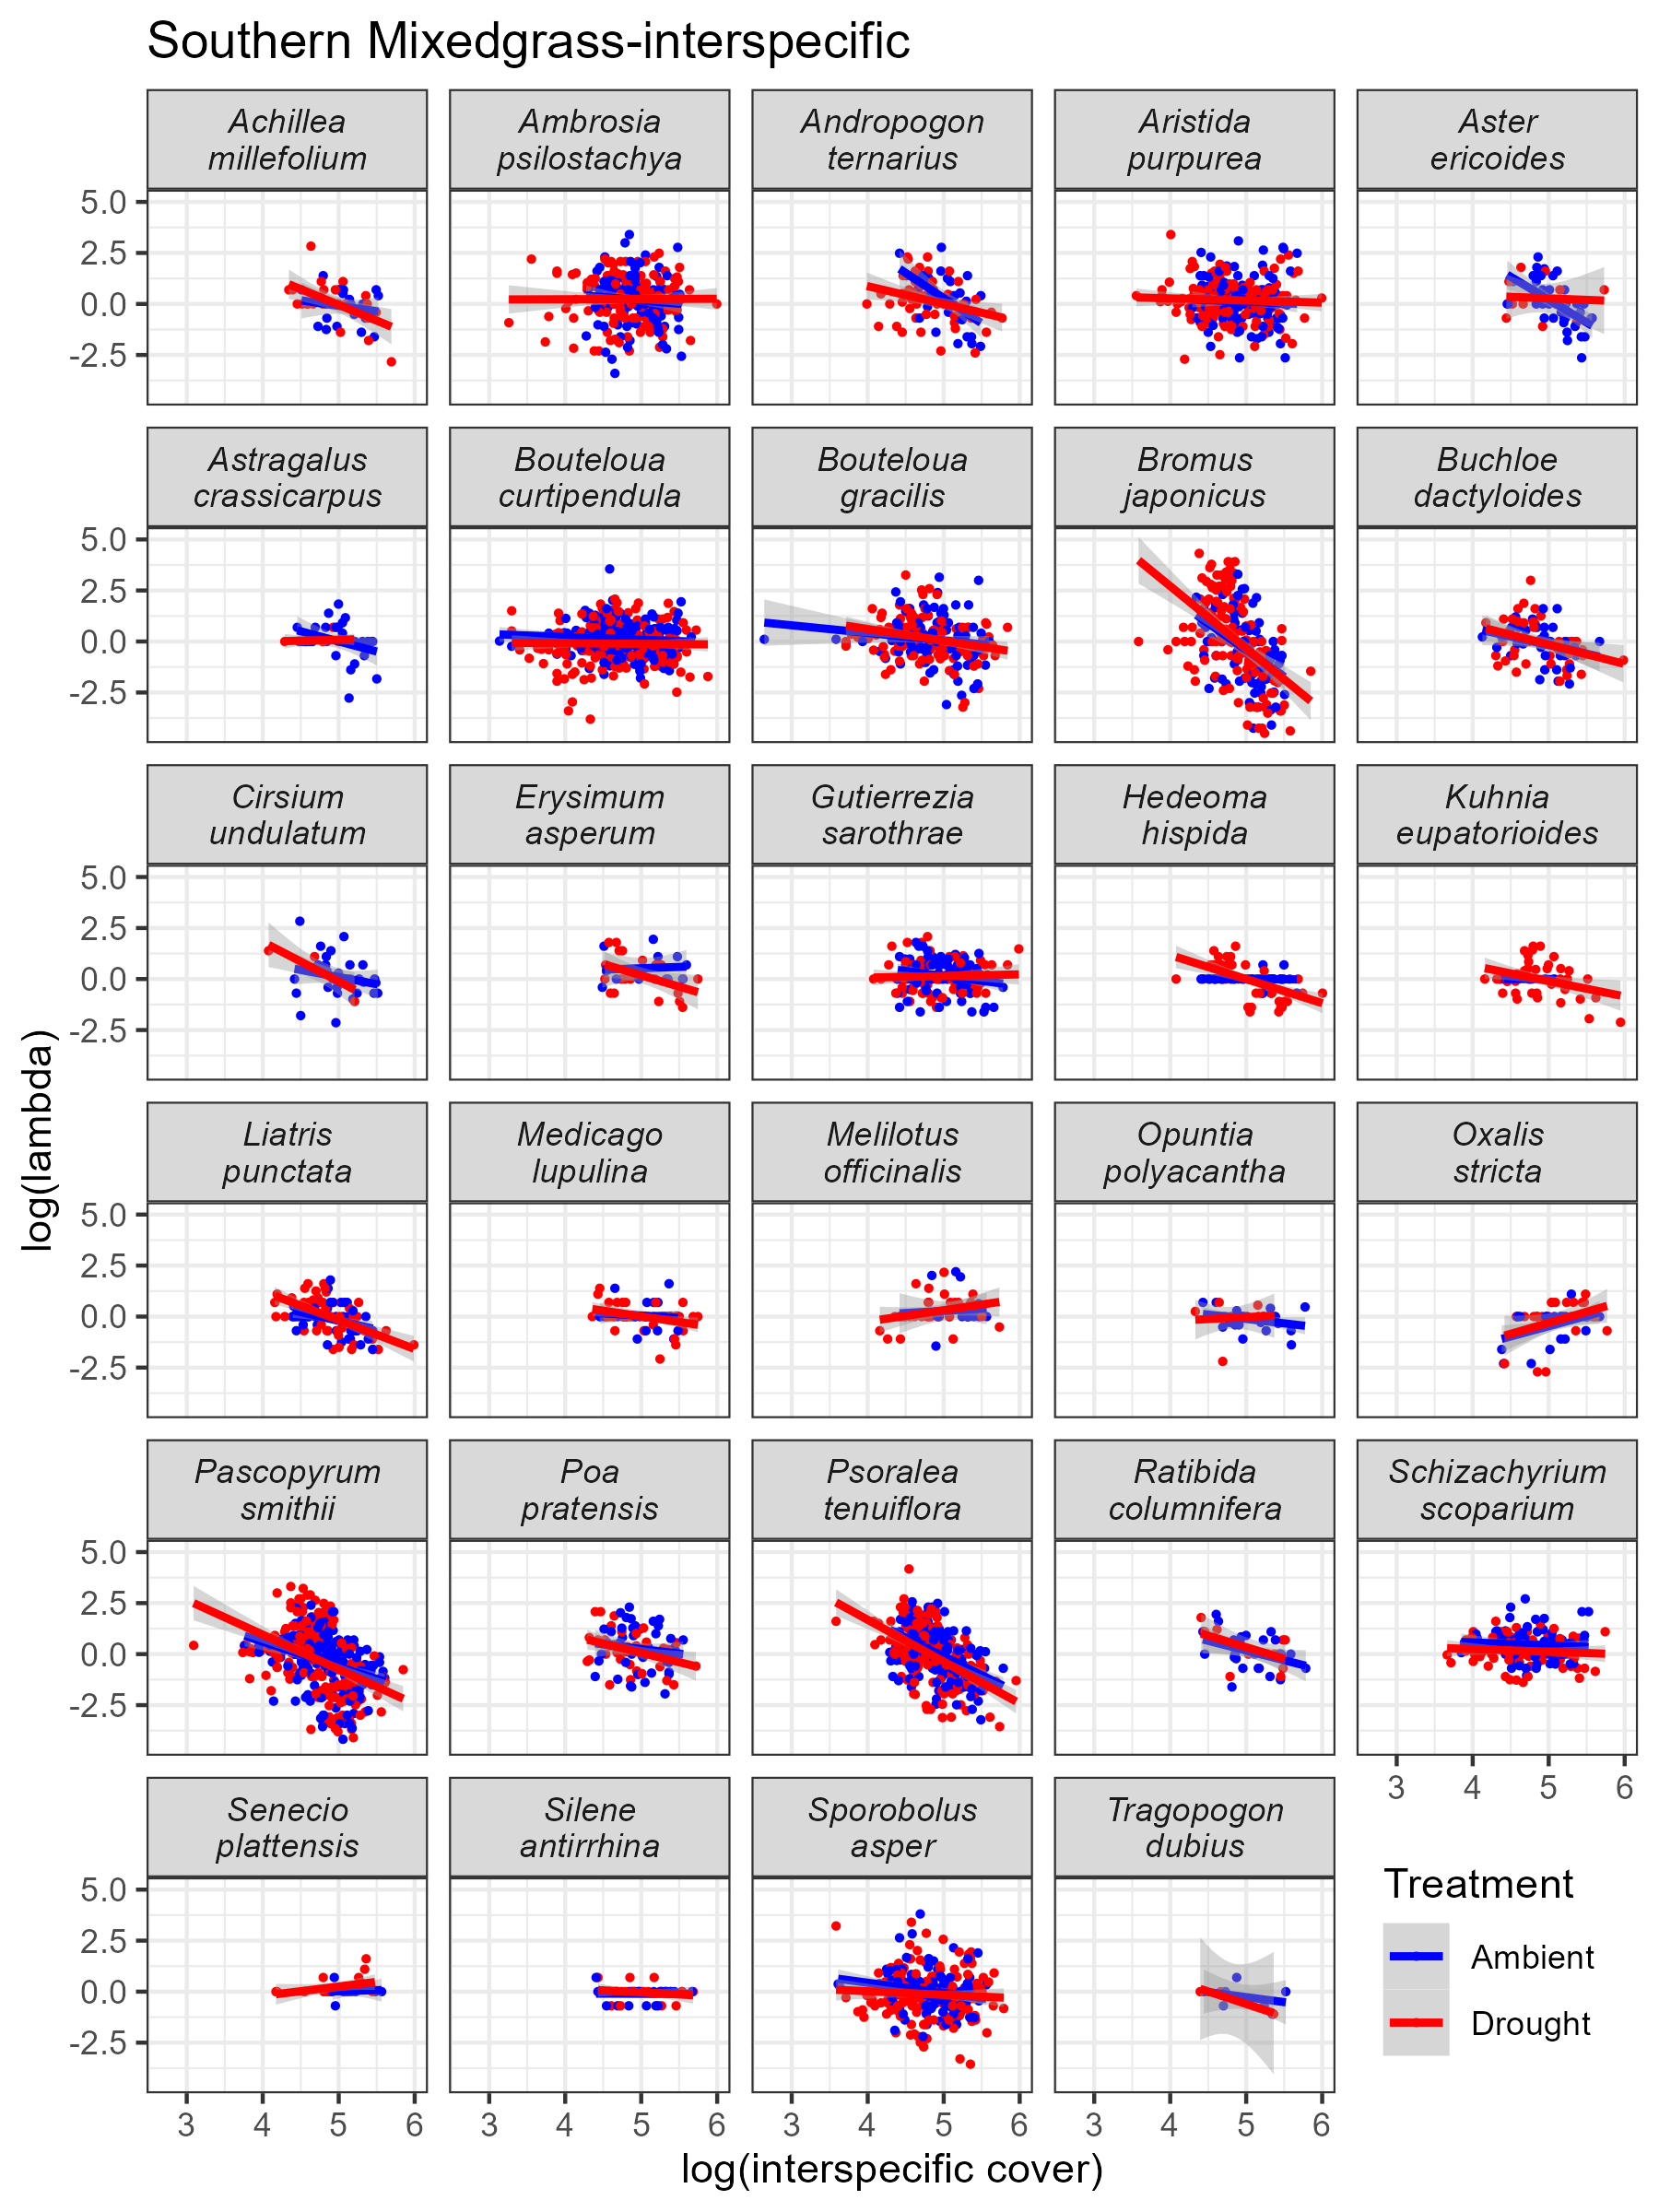 Southern Mixedgrass-interspecific
Achillea
millefolium
Ambrosia
psilostachya
Andropogon
ternarius
Aristida
purpurea
Aster
ericoides
5.0
2.5
0.0
-2.5
Astragalus
crassicarpus
Bouteloua
curtipendula
Bouteloua
gracilis
Bromus
japonicus
Buchloe
dactyloides
5.0
2.5
0.0
-2.5
Cirsium
undulatum
Erysimum
asperum
Gutierrezia
sarothrae
Hedeoma
hispida
Kuhnia
eupatorioides
5.0
2.5
0.0
-2.5
log(lambda)
Liatris
punctata
Medicago
lupulina
Melilotus
officinalis
Opuntia
polyacantha
Oxalis
stricta
5.0
2.5
0.0
-2.5
Pascopyrum
smithii
Poa
pratensis
Psoralea
tenuiflora
Ratibida
columnifera
Schizachyrium
scoparium
5.0
2.5
0.0
-2.5
3 4 5 6
Senecio
plattensis
Silene
antirrhina
Sporobolus
asper
Tragopogon
dubius
5.0
2.5
0.0
-2.5
3 4 5 6
3 4 5 6
3 4 5 6
3 4 5 6
log(interspecific cover)
Treatment
Ambient
Drought